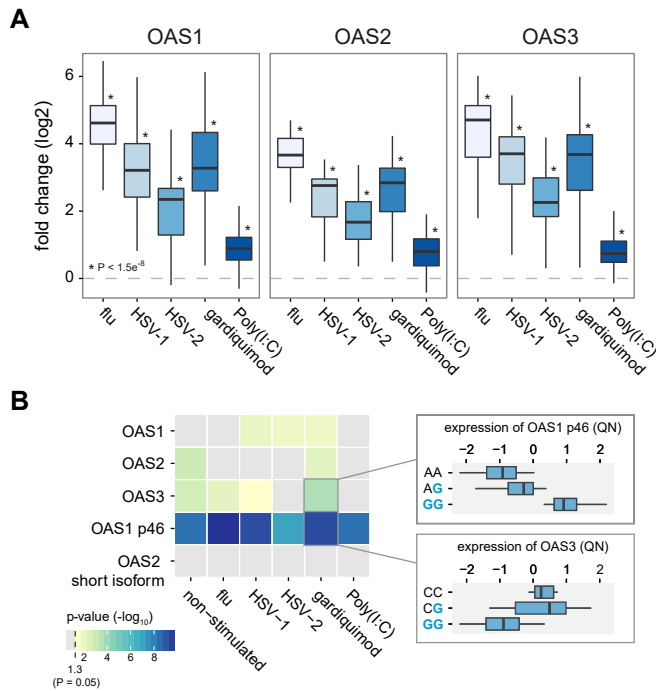 A
OAS1
OAS2
OAS3
fold change (log2)
6
4
2
0
* * * * *
* * * * *
* * * * *
* P < 1.5e-8
flu
HSV-1
HSV-2
gardiquimod
Poly(I:C)
flu
HSV-1
HSV-2
gardiquimod
Poly(I:C)
flu
HSV-1
HSV-2
gardiquimod
Poly(I:C)
B
OAS1
OAS2
OAS3
OAS1 p46
OAS2
short isoform
non−stimulated
flu
HSV−1
HSV−2
gardiquimod
Poly(I:C)
p-value (-log10)
2 4 6 8
1.3
(P = 0.05)
expression of OAS1 p46 (QN)
−2 −1 0 1 2
AA
AG
GG
expression of OAS3 (QN)
−2 −1 0 1 2
CC
CG
GG